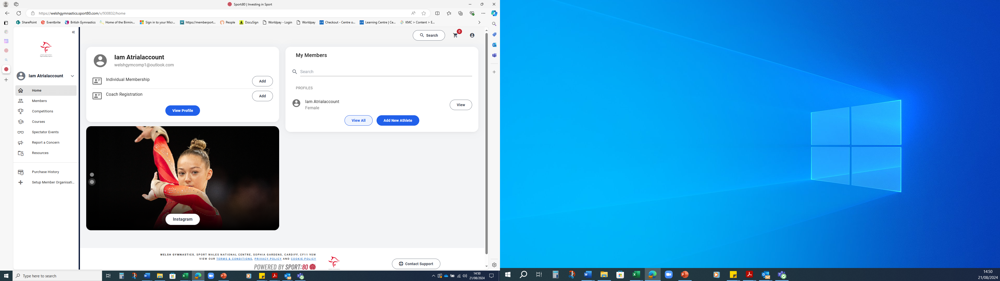 Sport:80 | Investing in Sport
https://welshgymnastics.sport80.com/v/930832/home
SharePoint
Eventbrite
British Gymnastics
Home of the Birmin...
Sign in to your Micr...
https://memberport...
People
DocuSign
Worldpay - Login
Worldpay
Checkout - Centre o...
Learning Centre | Ce...
KMC > Content > E...
Search
0
Iam Atrialaccount
Home
Members
Competitions
Courses
Spectator Events
Report a Concern
Resources
Purchase History
Setup Member Organisati...
Iam Atrialaccount
welshgymcomp1@outlook.com
Individual Membership
Add
Coach Registration
Add
View Profile
Instagram
My Members
Search
PROFILES
Iam Atrialaccount
Female
View
View All
Add New Athlete
WELSH GYMNASTICS, SPORT WALES NATIONAL CENTRE, SOPHIA GARDENS, CARDIFF, CF11 9SW
VIEW OUR TERMS & CONDITIONS, PRIVACY POLICY AND COOKIE POLICY
POWERED BY SPORT:80
Contact Support
Type here to search
14:50
21/08/2024
14:50
21/08/2024